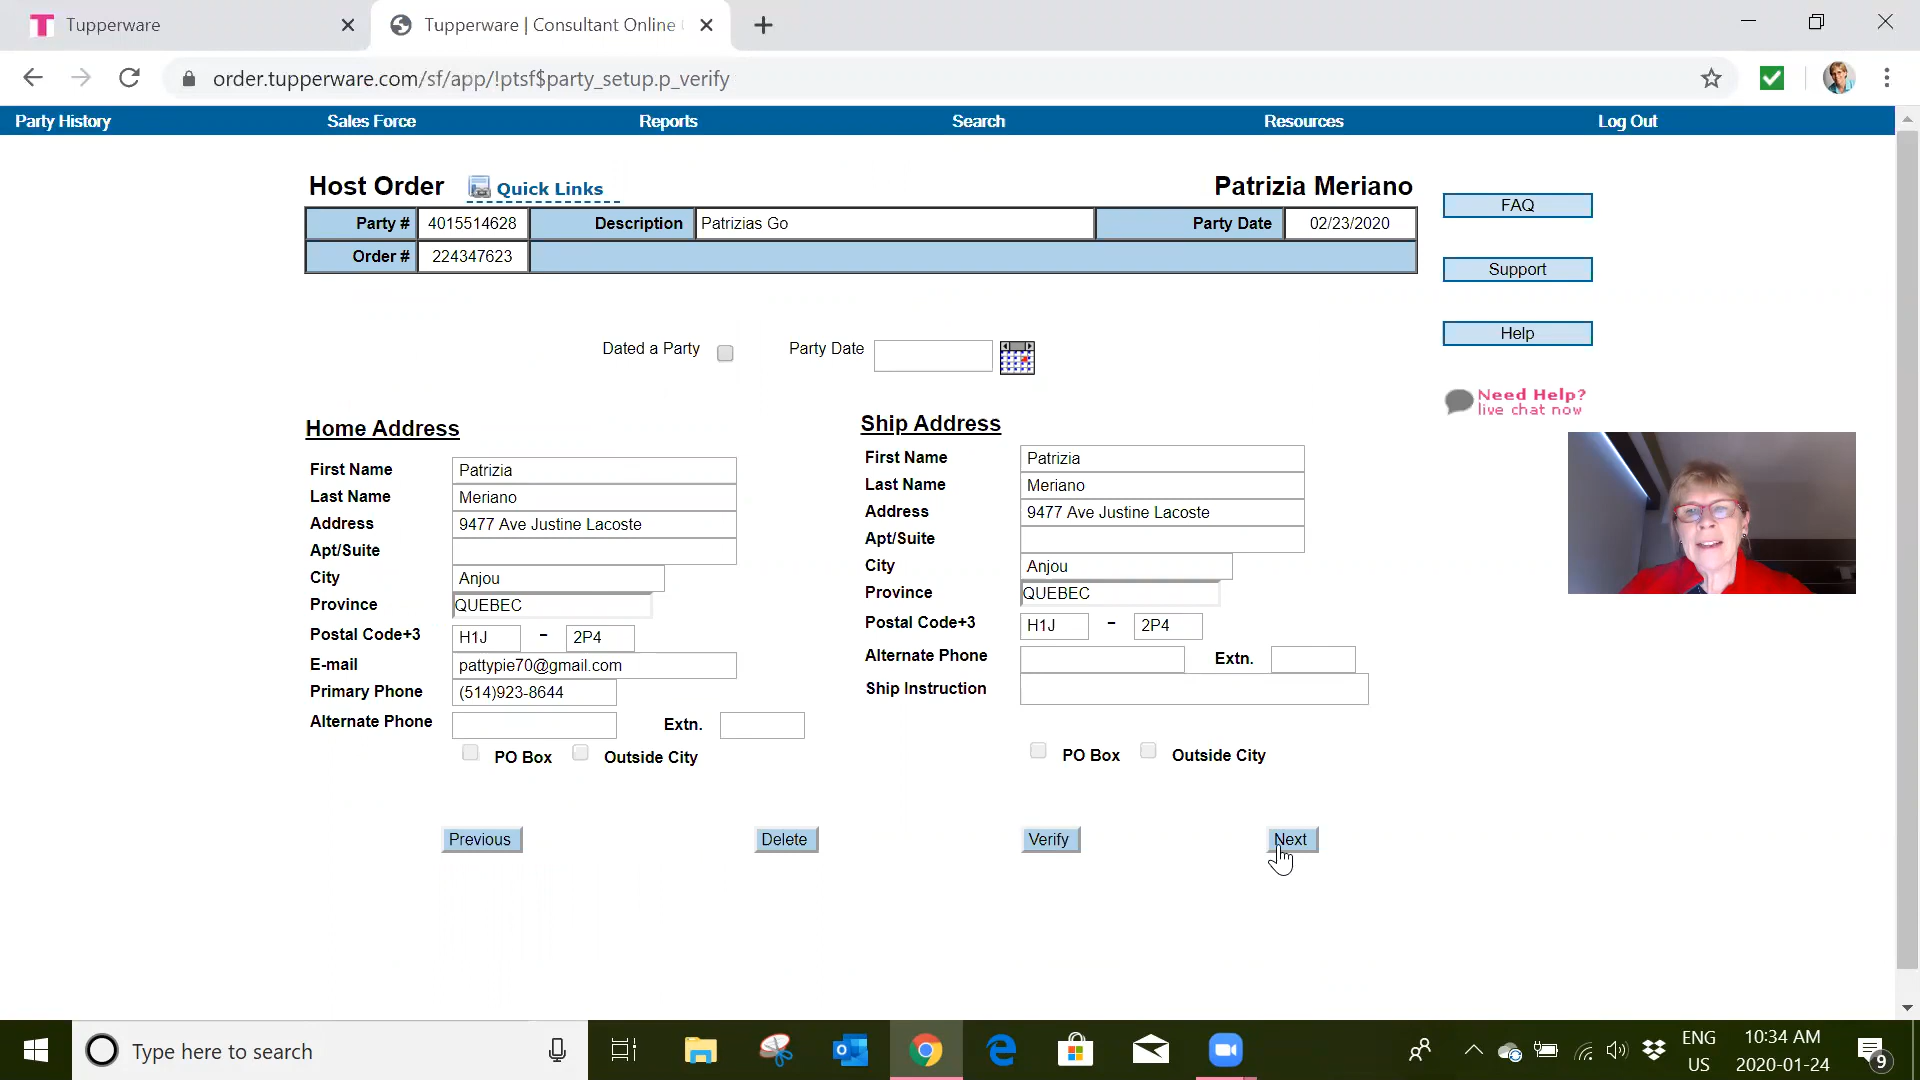 Tupperware
Tupperware | Consultant Online
order.tupperware.com/sf/app/!ptsf$party_setup.p_verify
Party History Sales Force Reports Search Resources Log Out
Host Order Quick Links Patrizia Meriano
Party # 4015514628 Description Patrizias Go Party Date 02/23/2020
Order # 224347623
FAQ
Support
Help
Need Help?
live chat now
Dated a Party Party Date
Home Address
First Name Patrizia
Last Name Meriano
Address 9477 Ave Justine Lacoste
Apt/Suite
City Anjou
Province QUEBEC
Postal Code+3 H1J - 2P4
E-mail pattypie70@gmail.com
Primary Phone (514)923-8644
Alternate Phone Extn.
PO Box Outside City
Ship Address
First Name Patrizia
Last Name Meriano
Address 9477 Ave Justine Lacoste
Apt/Suite
City Anjou
Province QUEBEC
Postal Code+3 H1J - 2P4
Alternate Phone Extn.
Ship Instruction
PO Box Outside City
Previous Delete Verify Next
Type here to search
ENG
US
10:34 AM
2020-01-24
9